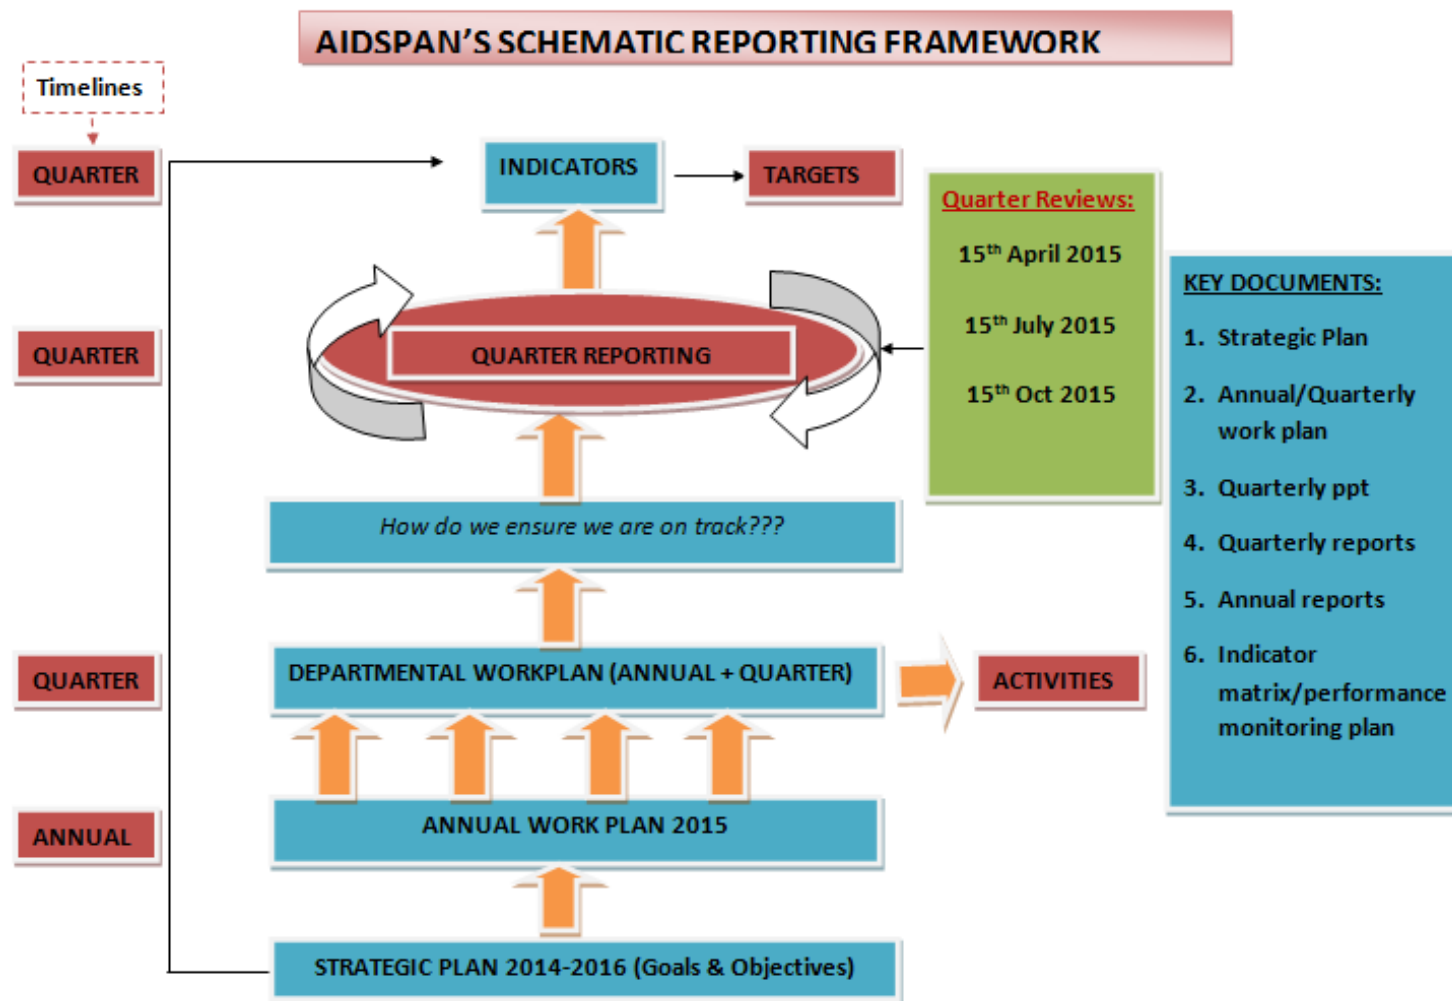 AIDSPAN'S SCHEMATIC REPORTING FRAMEWORK
Timelines
QUARTER
INDICATORS
TARGETS
Quarter Reviews:
15th April 2015
15th July 2015
15th Oct 2015
KEY DOCUMENTS:
1. Strategic Plan
2. Annual/Quarterly
work plan
3. Quarterly ppt
4. Quarterly reports
5. Annual reports
6. Indicator
matrix/performance
monitoring plan
QUARTER
QUARTER REPORTING
How do we ensure we are on track???
QUARTER
DEPARTMENTAL WORKPLAN (ANNUAL + QUARTER)
ACTIVITIES
ANNUAL
ANNUAL WORK PLAN 2015
STRATEGIC PLAN 2014-2016 (Goals & Objectives)